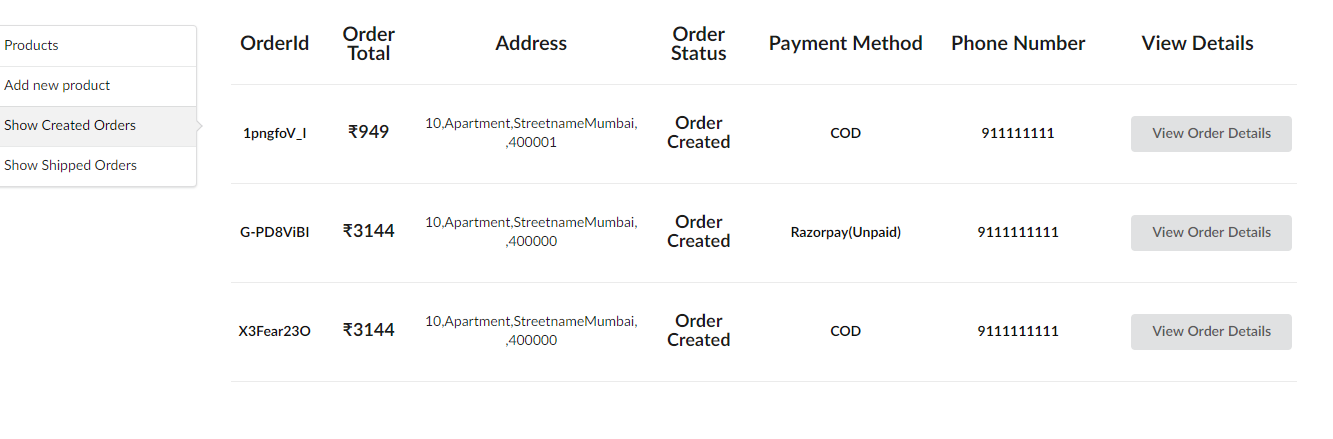 Products
Add new product
Show Created Orders
Show Shipped Orders
OrderId Order Total Address Order Status Payment Method Phone Number View Details
1pngfoV_I ₹949 10,Apartment,StreetnameMumbai, ,400001 Order Created COD 911111111 View Order Details
G-PD8ViBI ₹3144 10,Apartment,StreetnameMumbai, ,400000 Order Created Razorpay(Unpaid) 9111111111 View Order Details
X3Fear23O ₹3144 10,Apartment,StreetnameMumbai, ,400000 Order Created COD 9111111111 View Order Details